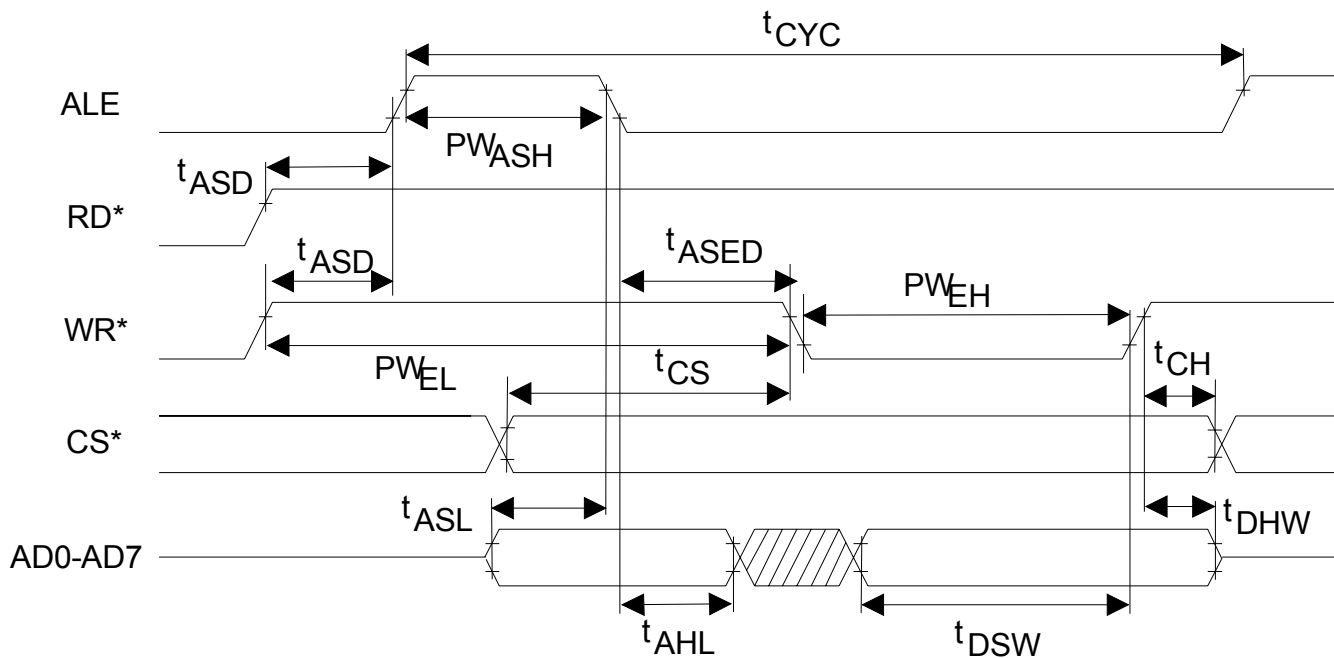 tCYC
ALE
PWASH
tASD
RD*
tASD
tASED
PWEH
WR*
PWEL
tCS
tCH
CS*
tASL
tDHW
AD0-AD7
tAHL
tDSW